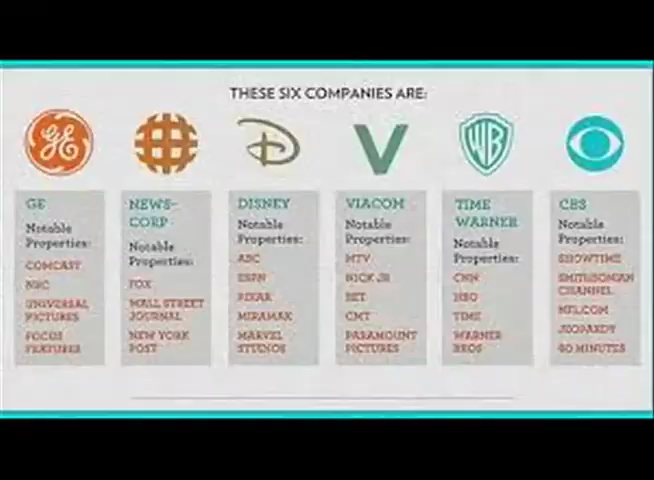 THESE SIX COMPANIES ARE:
GE
Notable
Properties:
COMCAST
NBC
UNIVERSAL
PICTURES
FOCUS
FEATURES
NEWS-
CORP
Notable
Properties:
FOX
WALL STREET
JOURNAL
NEW YORK
POST
DISNEY
Notable
Properties:
ABC
ESPN
PIXAR
MIRAMAX
MARVEL
STUDIOS
VIACOM
Notable
Properties:
MTV
NICK JR
BET
CMT
PARAMOUNT
PICTURES
TIME
WARNER
Notable
Properties:
CNN
HBO
TIME
WARNER
BROS
CBS
Notable
Properties:
SHOWTIME
SMITHSONIAN
CHANNEL
NFL.COM
JEOPARDY
60 MINUTES
GE
D
V
WB